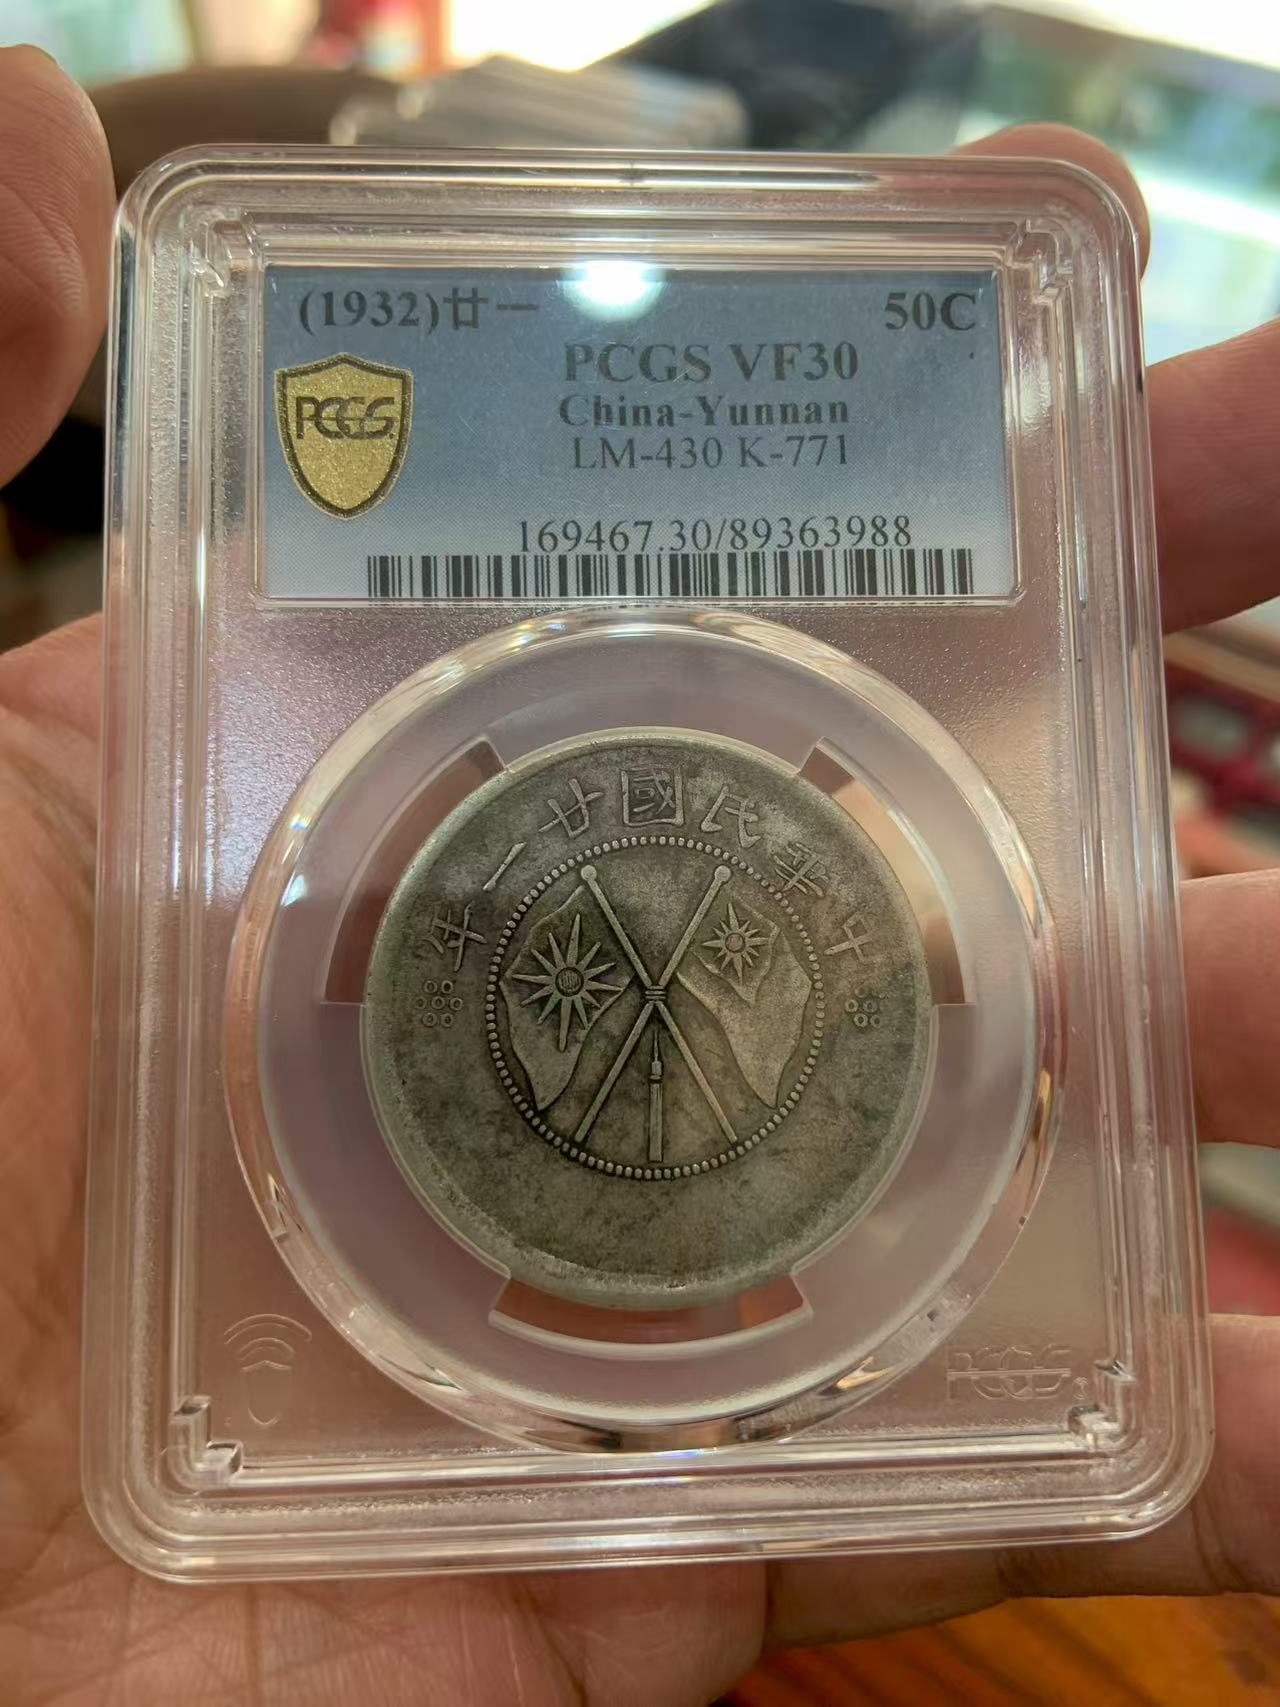 (1932)廿一 50C
PCGS VF30
China-Yunnan
LM-430 K-771
PCGS
169467.30/89363988
年一廿國民華中
PCGS